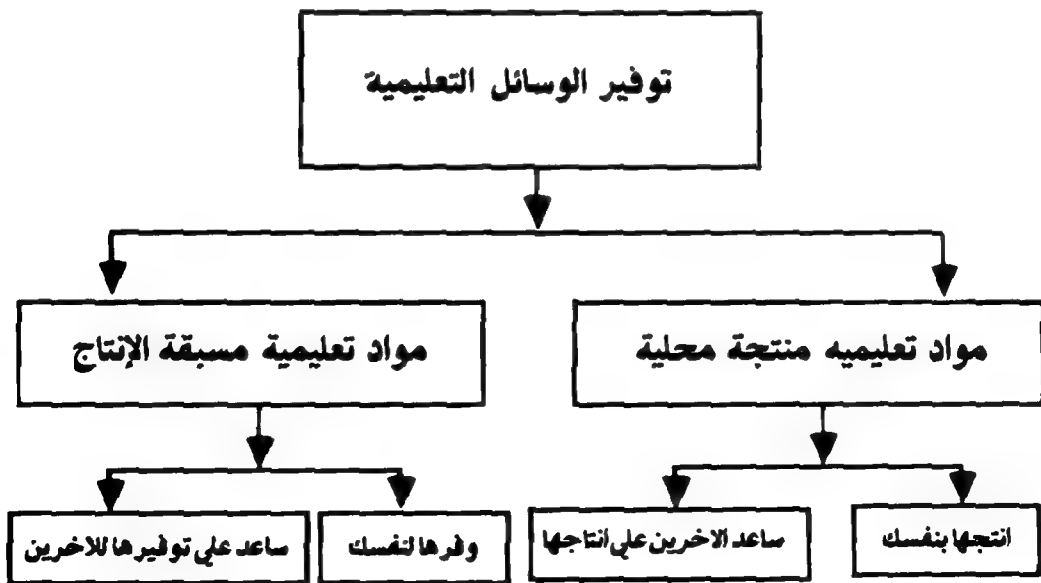 توفير الوسائل التعليمية
مواد تعليميه منتجة محلية
مواد تعليمية مسبقة الإنتاج
انتجها بنفسك
ساعد الاخرين علي انتاجها
وفرها لنفسك
ساعد علي توفيرها للاخرين